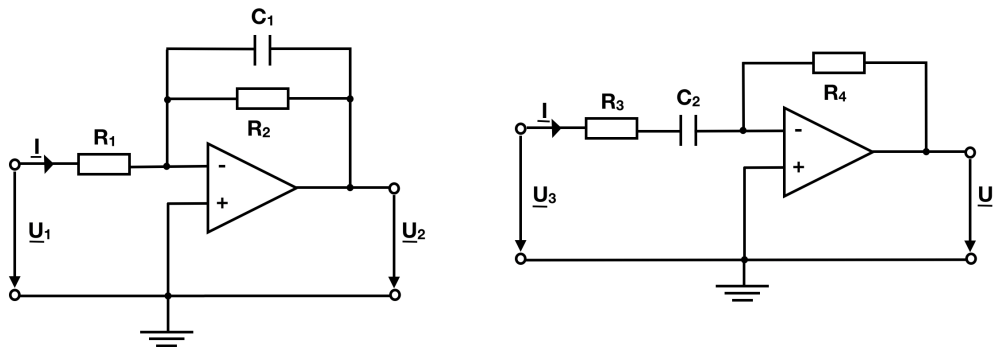 C₁
R₂
I
R₁
-
+
U₁
U₂
I
R₃
C₂
R₄
-
+
U₃
U